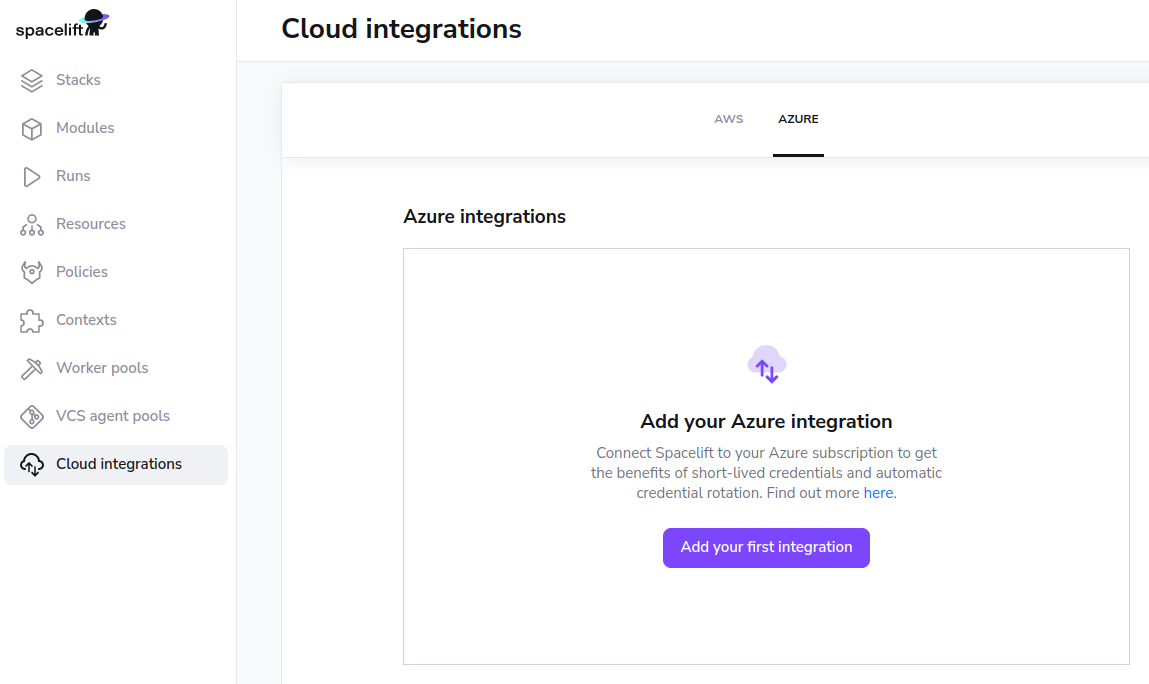 spacelift
Cloud integrations
Stacks
Modules
Runs
Resources
Policies
Contexts
Worker pools
VCS agent pools
Cloud integrations
AWS AZURE
Azure integrations
Add your Azure integration
Connect Spacelift to your Azure subscription to get
the benefits of short-lived credentials and automatic
credential rotation. Find out more here.
Add your first integration